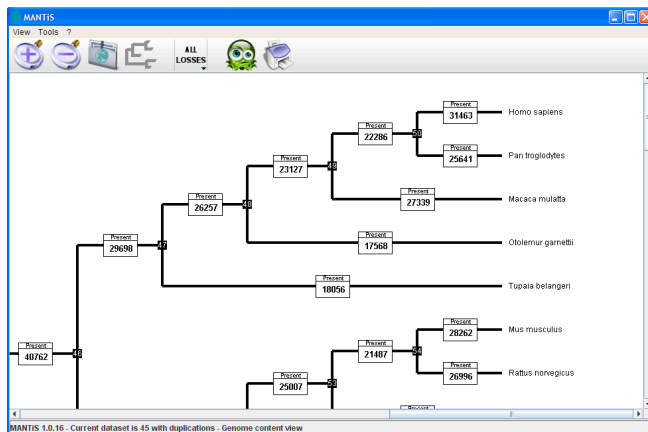 MANTiS
View Tools ?
ALL
LOSSES
Present
31463
Homo sapiens
Present
22286
50
Present
25641
Pan troglodytes
Present
23127
49
Present
27339
Macaca mulatta
Present
26257
48
Present
17568
Otolemur garnettii
Present
29698
47
Present
18056
Tupaia belangeri
Present
28262
Mus musculus
Present
40762
46
Present
21487
54
Present
26996
Rattus norvegicus
Present
25007
53
MANTiS 1.0.16 - Current dataset is 45 with duplications - Genome content view